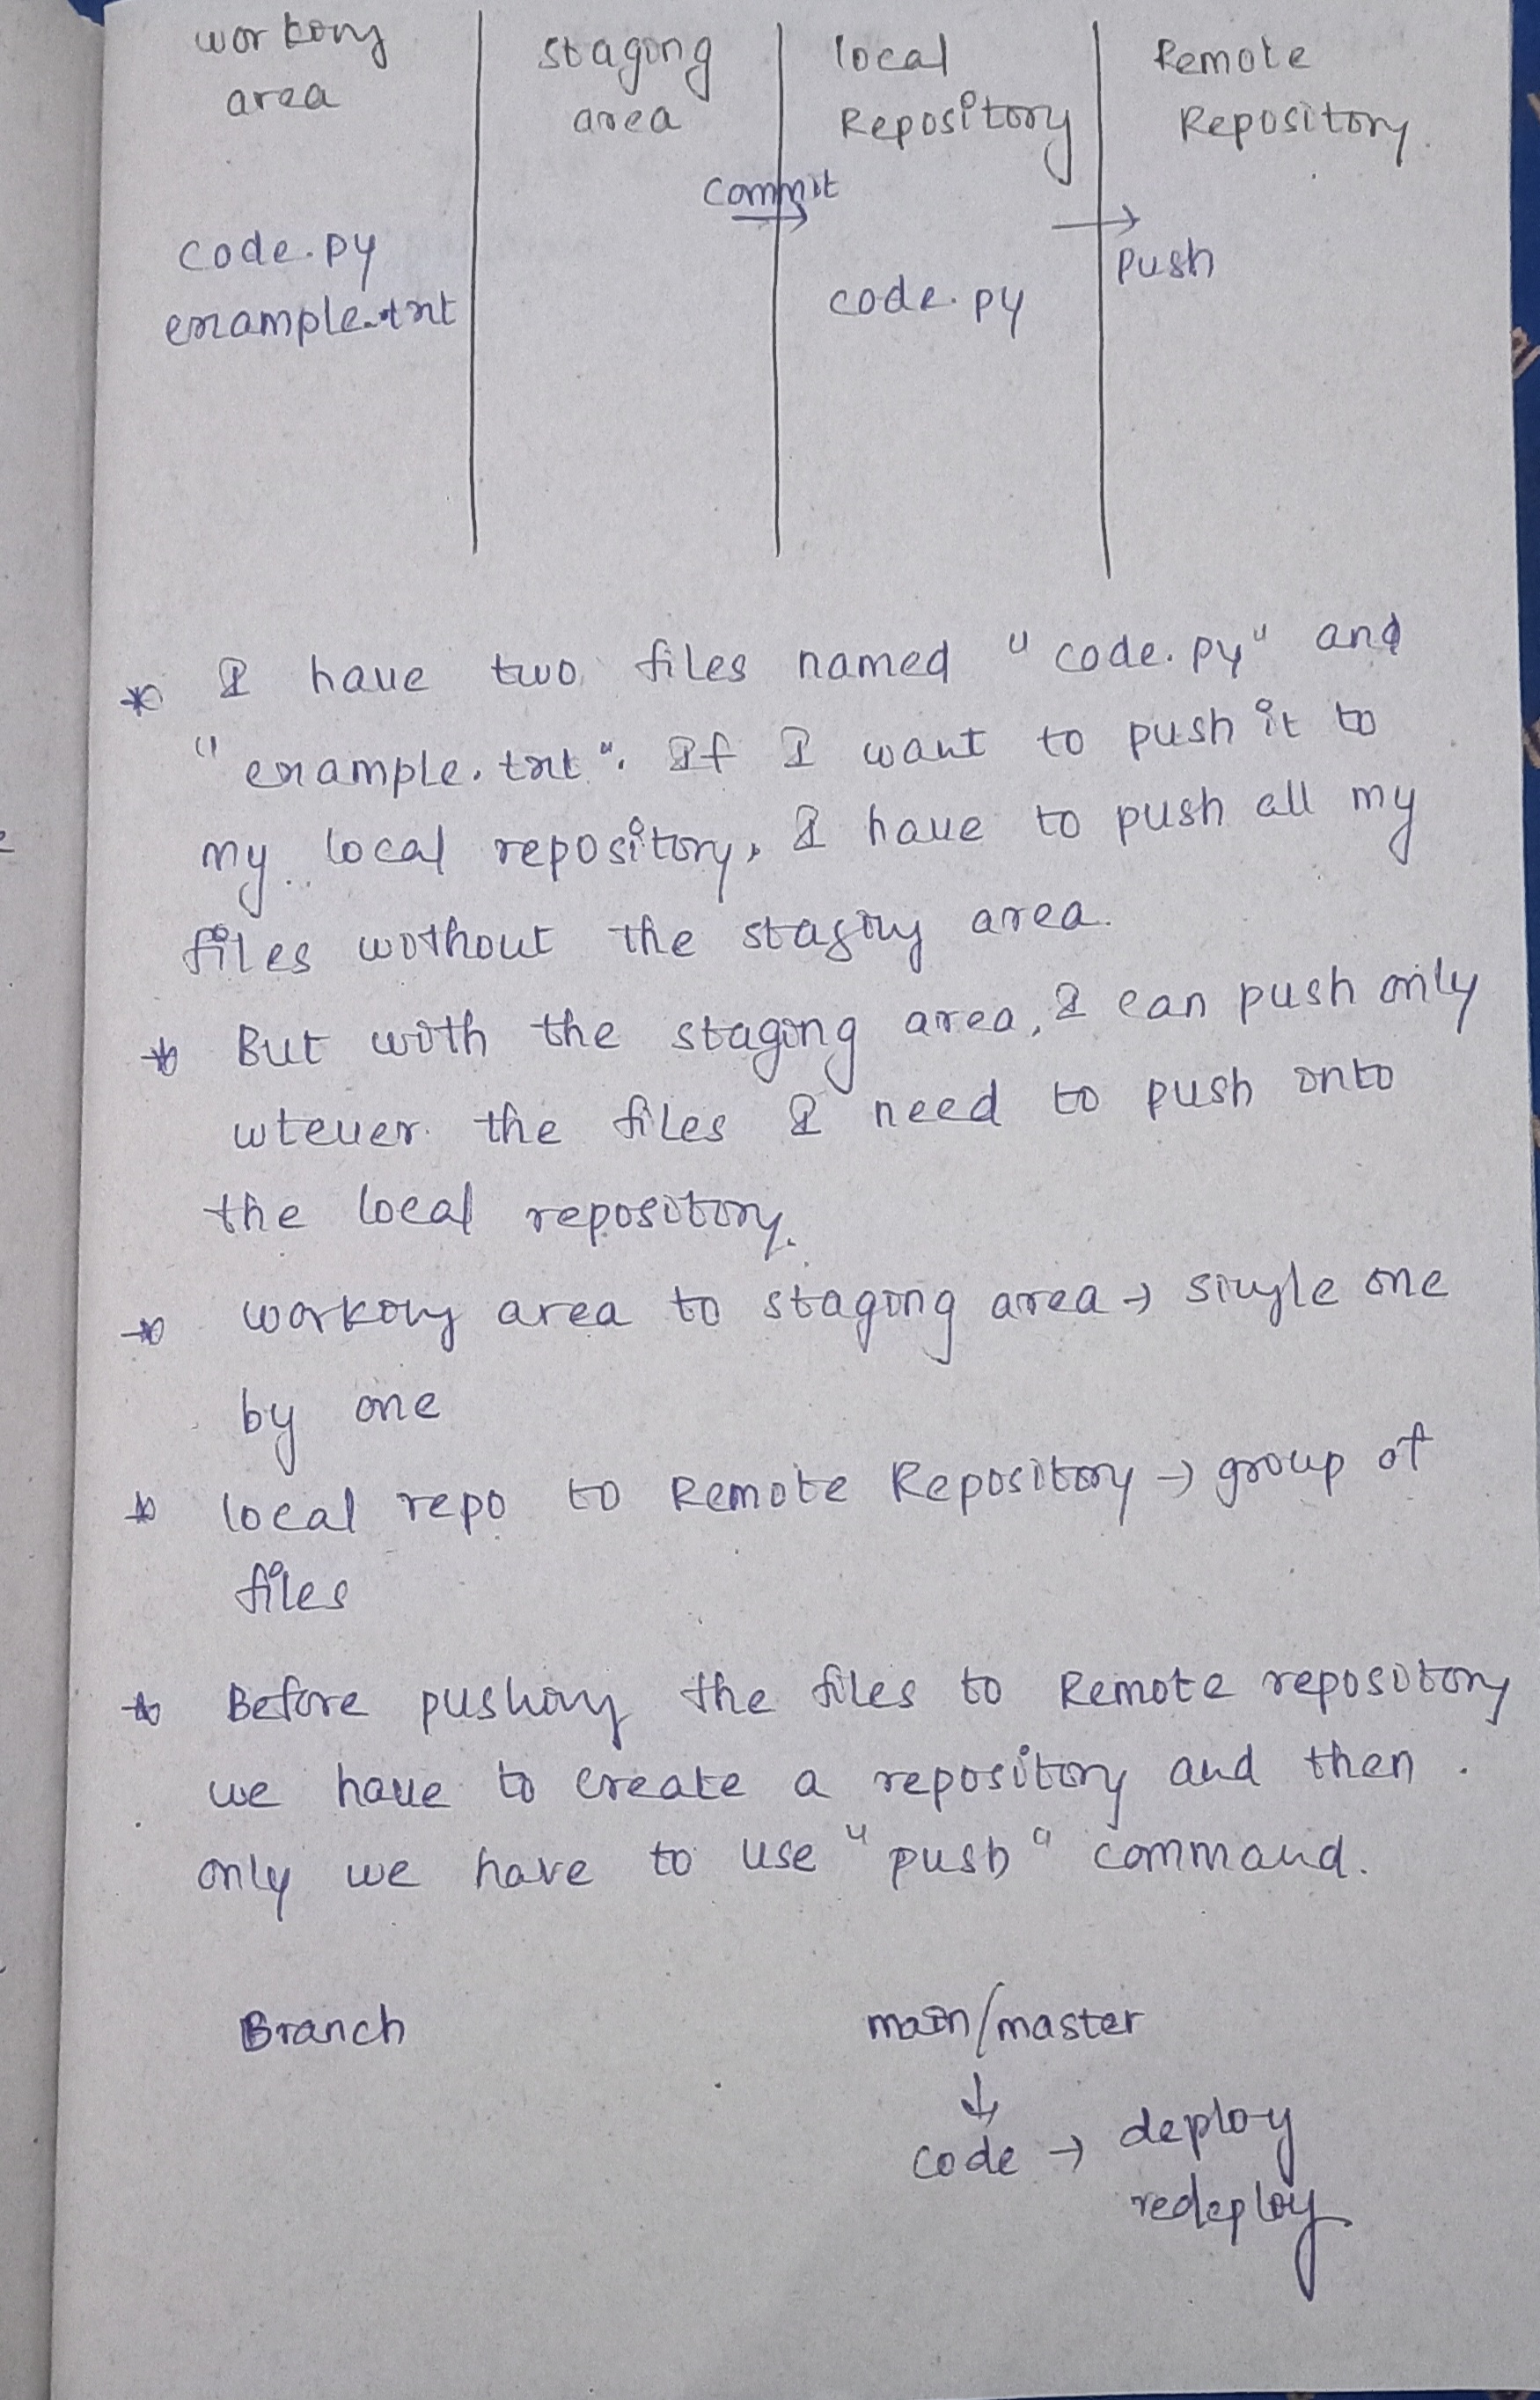 working area | staging area | local Repository | Remote Repository.
commit
→
→
push
code.py
example.txt
code.py
* I have two files named "code.py" and
"example.txt". If I want to push it to
my local repository, I have to push all my
files without the staging area.
* But with the staging area, I can push only
wtever the files I need to push onto
the local repository.
* working area to staging area → single one
by one
* local repo to Remote Repository → group of
files
* Before pushing the files to Remote repository
we have to create a repository and then
only we have to use "push" command.
Branch main/master
↓
code → deploy
redeploy